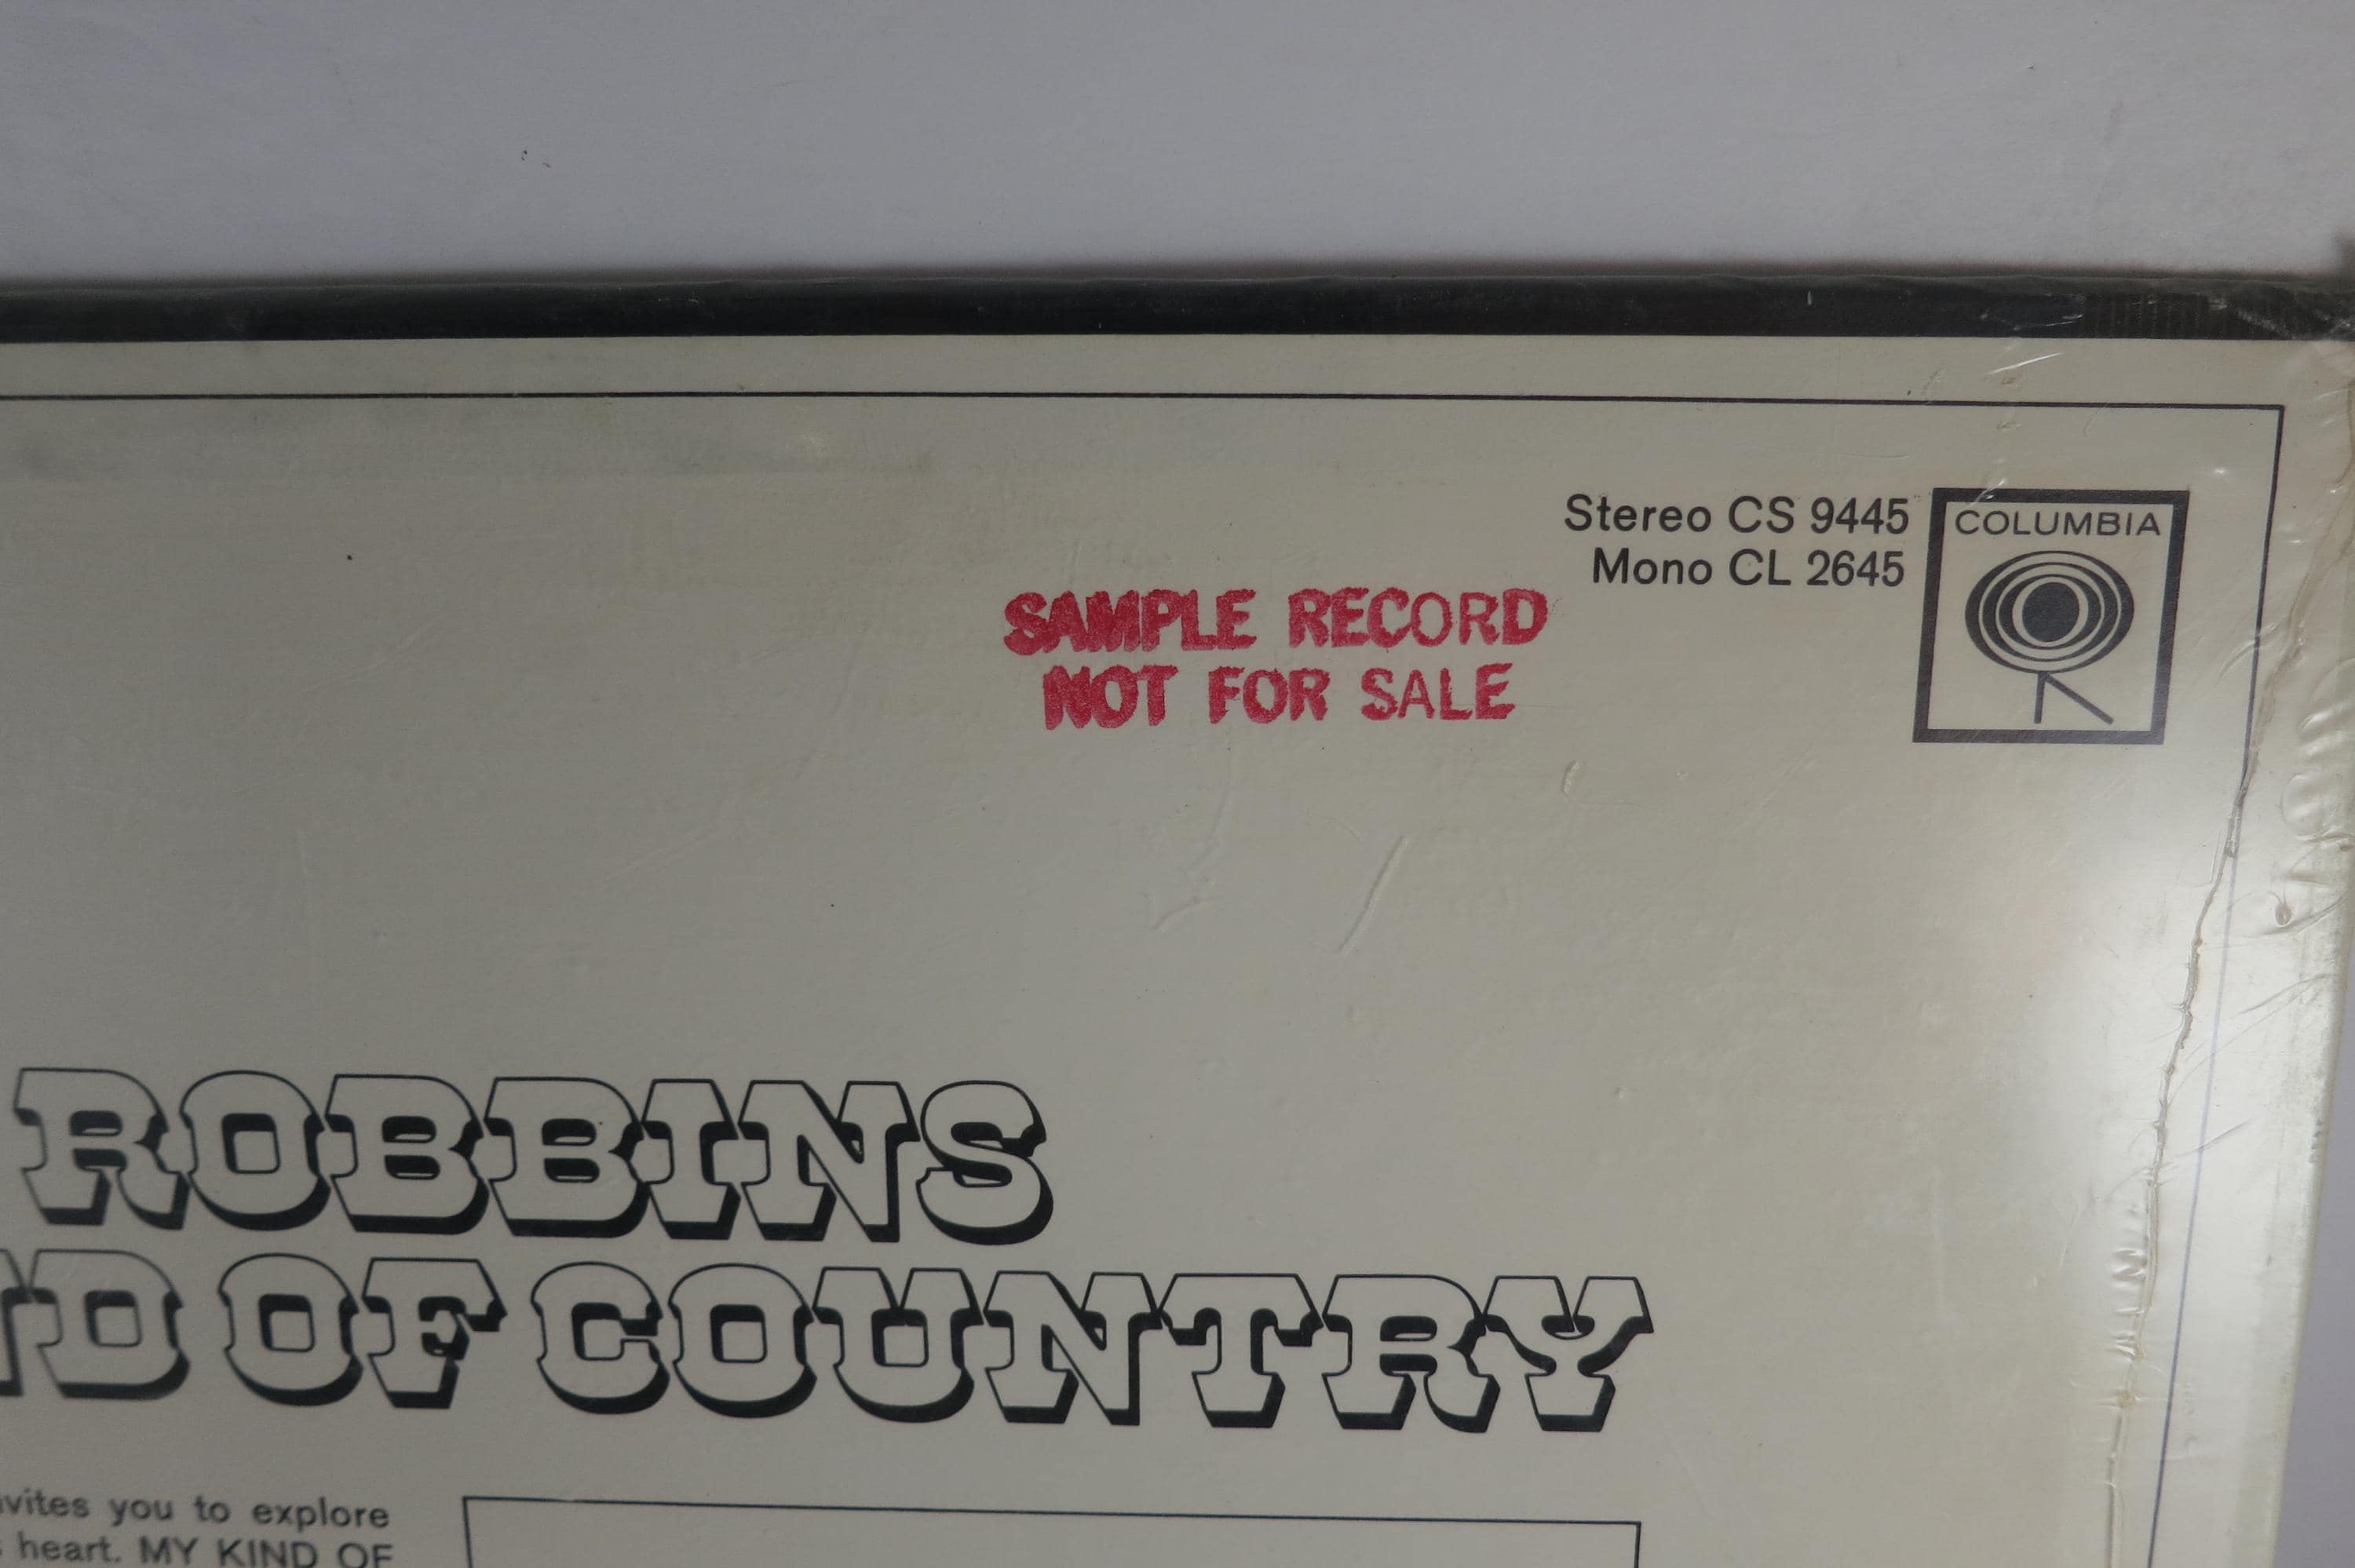 Stereo CS 9445
Mono CL 2645
COLUMBIA
SAMPLE RECORD
NOT FOR SALE
ROBBINS
OF COUNTRY
you to explore
heart. MY KIND OF